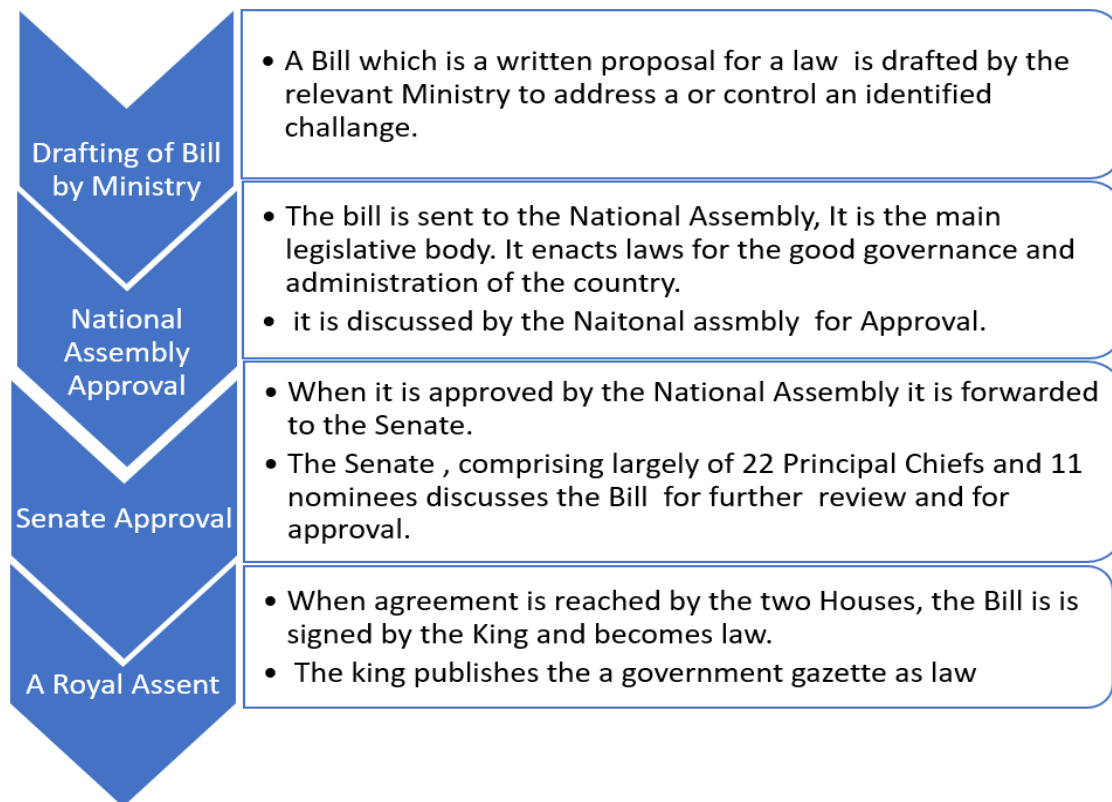 Drafting of Bill
by Ministry
• A Bill which is a written proposal for a law is drafted by the
relevant Ministry to address a or control an identified
challange.
National
Assembly
Approval
• The bill is sent to the National Assembly, It is the main
legislative body. It enacts laws for the good governance and
administration of the country.
• it is discussed by the Naitonal assmbly for Approval.
Senate Approval
• When it is approved by the National Assembly it is forwarded
to the Senate.
• The Senate , comprising largely of 22 Principal Chiefs and 11
nominees discusses the Bill for further review and for
approval.
A Royal Assent
• When agreement is reached by the two Houses, the Bill is is
signed by the King and becomes law.
• The king publishes the a government gazette as law